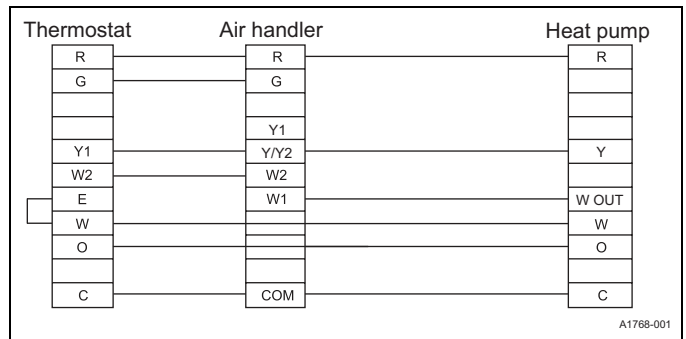 Thermostat Air handler Heat pump
R R R
G G
Y1
Y1 Y/Y2 Y
W2 W2
E W1 W OUT
W W
O O
C COM C
A1768-001